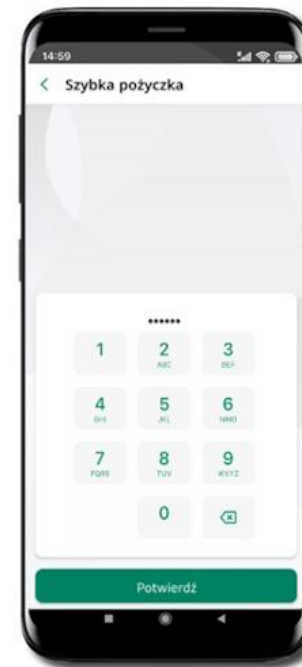 14:59
Szybka pożyczka
••••••
1 2 3
ABC DEF
4 5 6
GHI JKL MNO
7 8 9
PQRS TUV WXYZ
0
Potwierdź